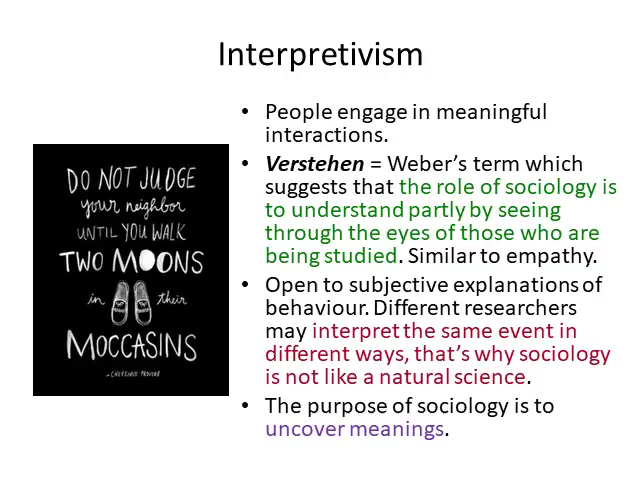 Interpretivism
DO NOT JUDGE
your neighbor
UNTIL YOU WALK
TWO MOONS
in their
MOCCASINS
~CHEYENNE PROVERB
• People engage in meaningful
interactions.
• Verstehen = Weber's term which
suggests that the role of sociology is
to understand partly by seeing
through the eyes of those who are
being studied. Similar to empathy.
• Open to subjective explanations of
behaviour. Different researchers
may interpret the same event in
different ways, that's why sociology
is not like a natural science.
• The purpose of sociology is to
uncover meanings.